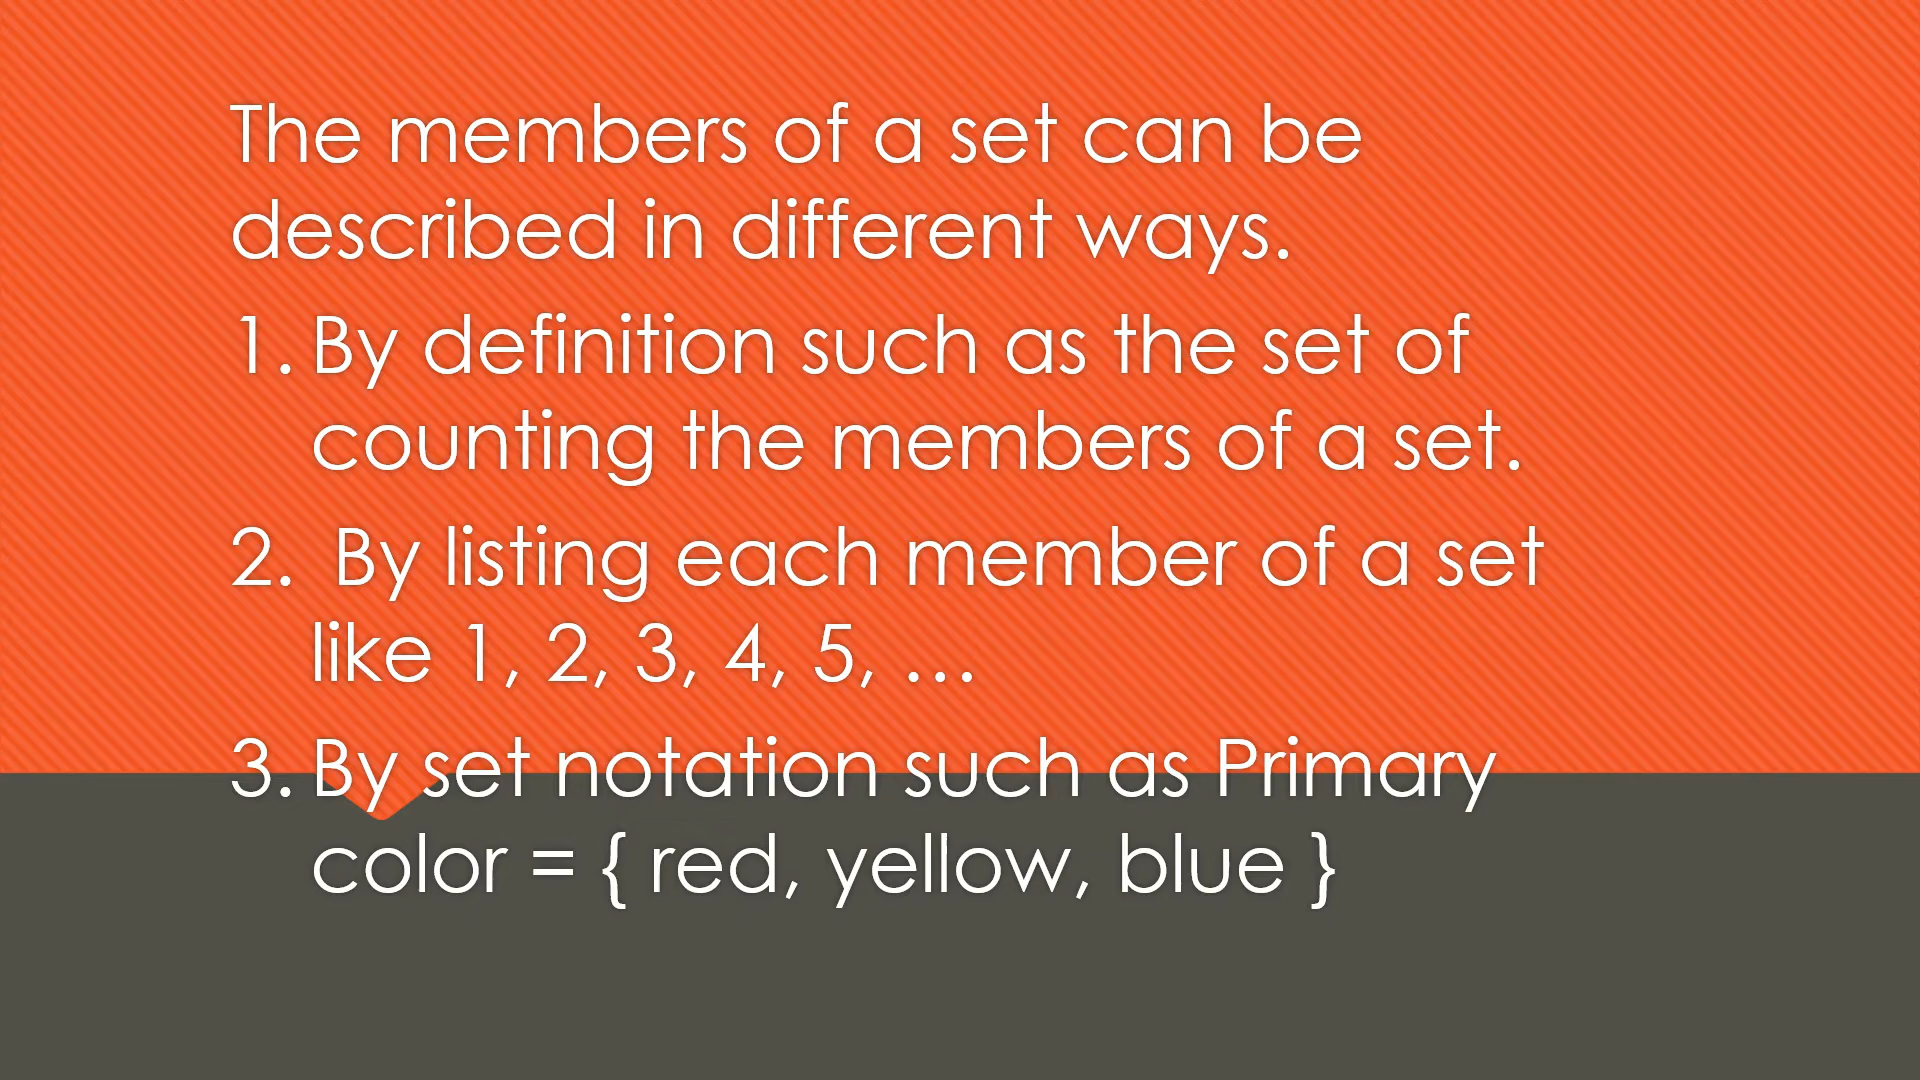 The members of a set can be
described in different ways.
1. By definition such as the set of
counting the members of a set.
2. By listing each member of a set
like 1, 2, 3, 4, 5, …
3. By set notation such as Primary
color = { red, yellow, blue }